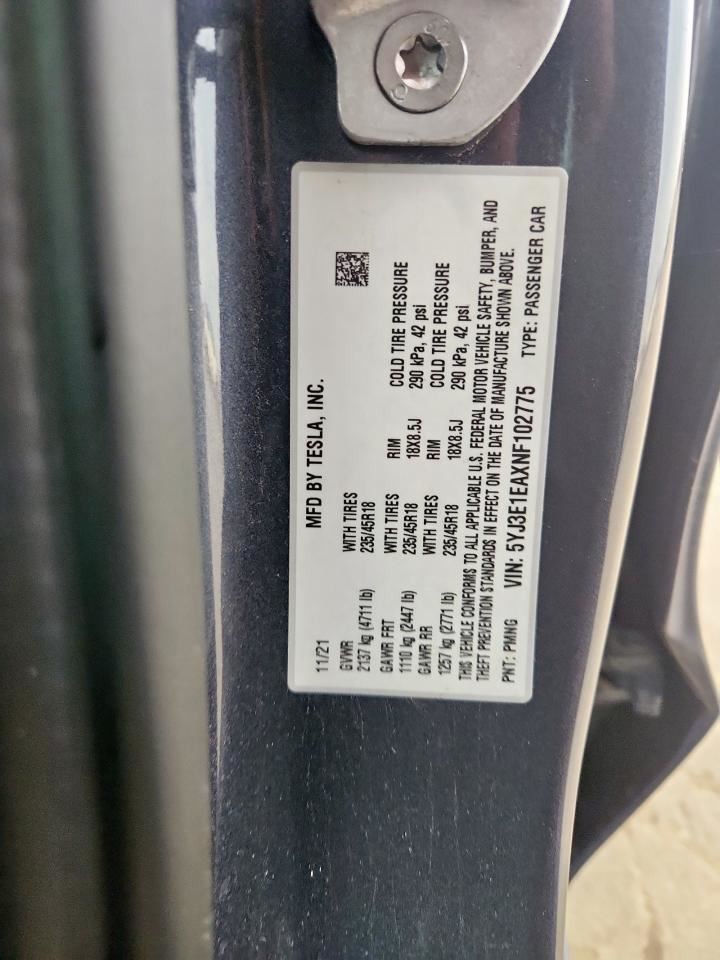 MFD BY TESLA, INC.
11/21
GVWR WITH TIRES
2137 kg (4711 lb) 235/45R18
GAWR FRT WITH TIRES RIM COLD TIRE PRESSURE
1110 kg (2447 lb) 235/45R18 18X8.5J 290 kPa, 42 psi
GAWR RR WITH TIRES RIM COLD TIRE PRESSURE
1257 kg (2771 lb) 235/45R18 18X8.5J 290 kPa, 42 psi
THIS VEHICLE CONFORMS TO ALL APPLICABLE U.S. FEDERAL MOTOR VEHICLE SAFETY, BUMPER, AND
THEFT PREVENTION STANDARDS IN EFFECT ON THE DATE OF MANUFACTURE SHOWN ABOVE.
PNT: PMNG VIN: 5YJ3E1EAXNF102775 TYPE: PASSENGER CAR